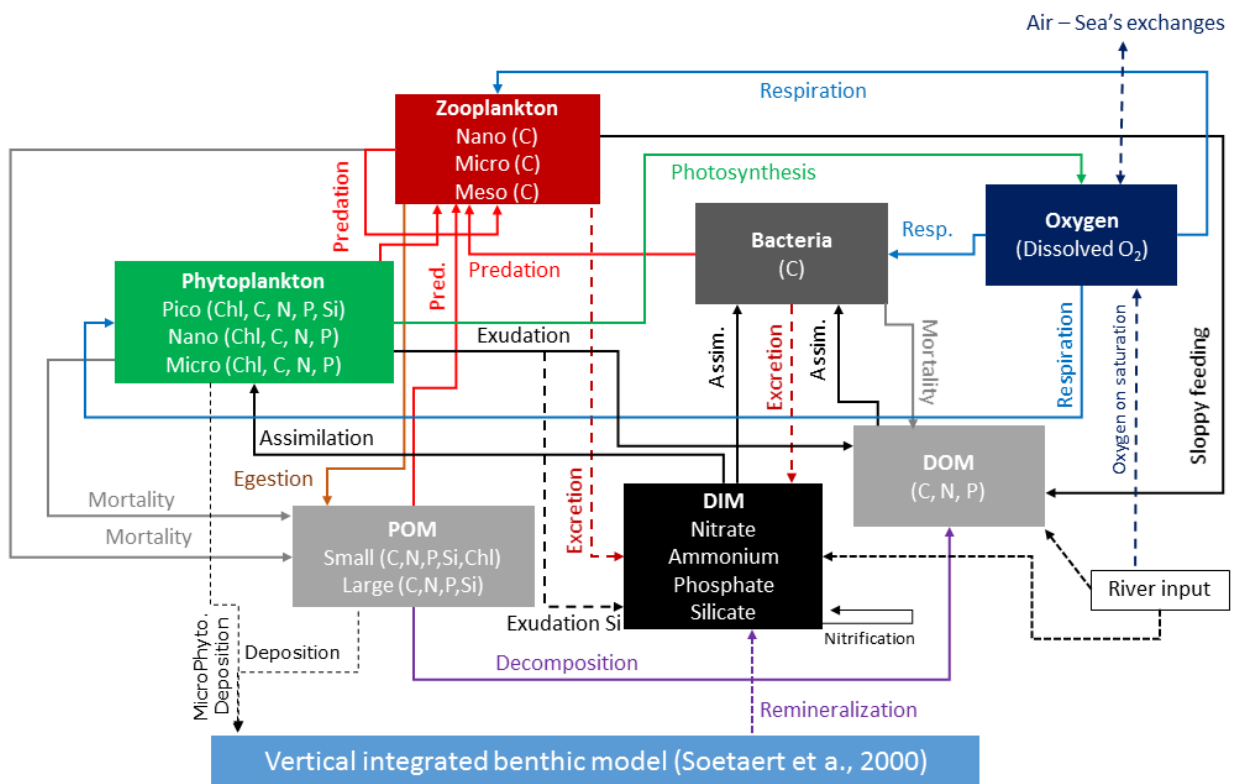 Air – Sea's exchanges
Respiration
Zooplankton
Nano (C)
Micro (C)
Meso (C)
Photosynthesis
Predation
Oxygen
(Dissolved O₂)
Resp.
Bacteria
(C)
Predation
Pred.
Phytoplankton
Pico (Chl, C, N, P, Si)
Nano (Chl, C, N, P)
Micro (Chl, C, N, P)
Exudation
Assim.
Excretion
Assim.
Mortality
Respiration
Oxygen on saturation
Sloppy feeding
Assimilation
DOM
(C, N, P)
Egestion
Mortality
Mortality
POM
Small (C,N,P,Si,Chl)
Large (C,N,P,Si)
Excretion
DIM
Nitrate
Ammonium
Phosphate
Silicate
River input
Exudation Si
Nitrification
MicroPhyto.
Deposition
Deposition
Decomposition
Remineralization
Vertical integrated benthic model (Soetaert et a., 2000)